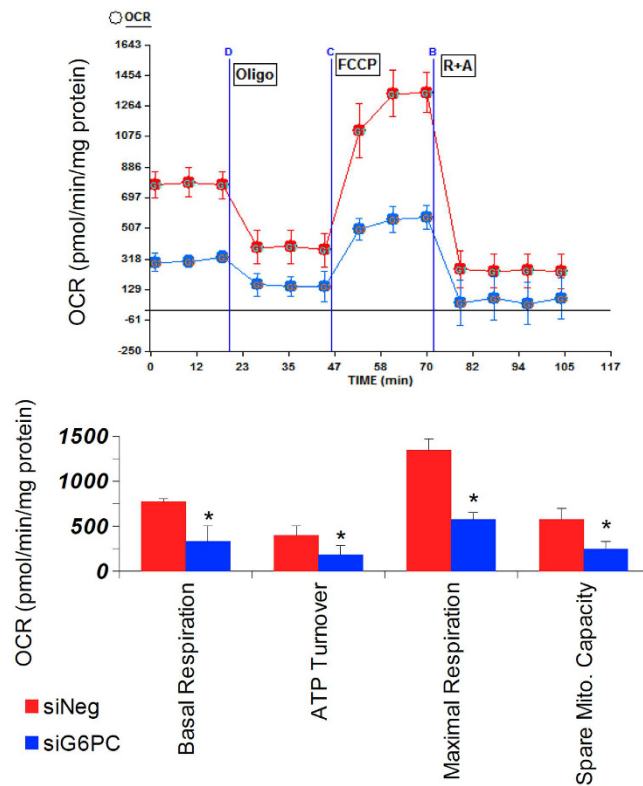 OCR
D
C
B
Oligo
FCCP
R+A
OCR (pmol/min/mg protein)
1643
1454
1264
1075
886
697
507
318
129
-61
-250
0
12
23
35
47
58
70
82
94
105
117
TIME (min)
OCR (pmol/min/mg protein)
1500
1000
500
0
*
*
*
*
Basal Respiration
ATP Turnover
Maximal Respiration
Spare Mito. Capacity
siNeg
siG6PC